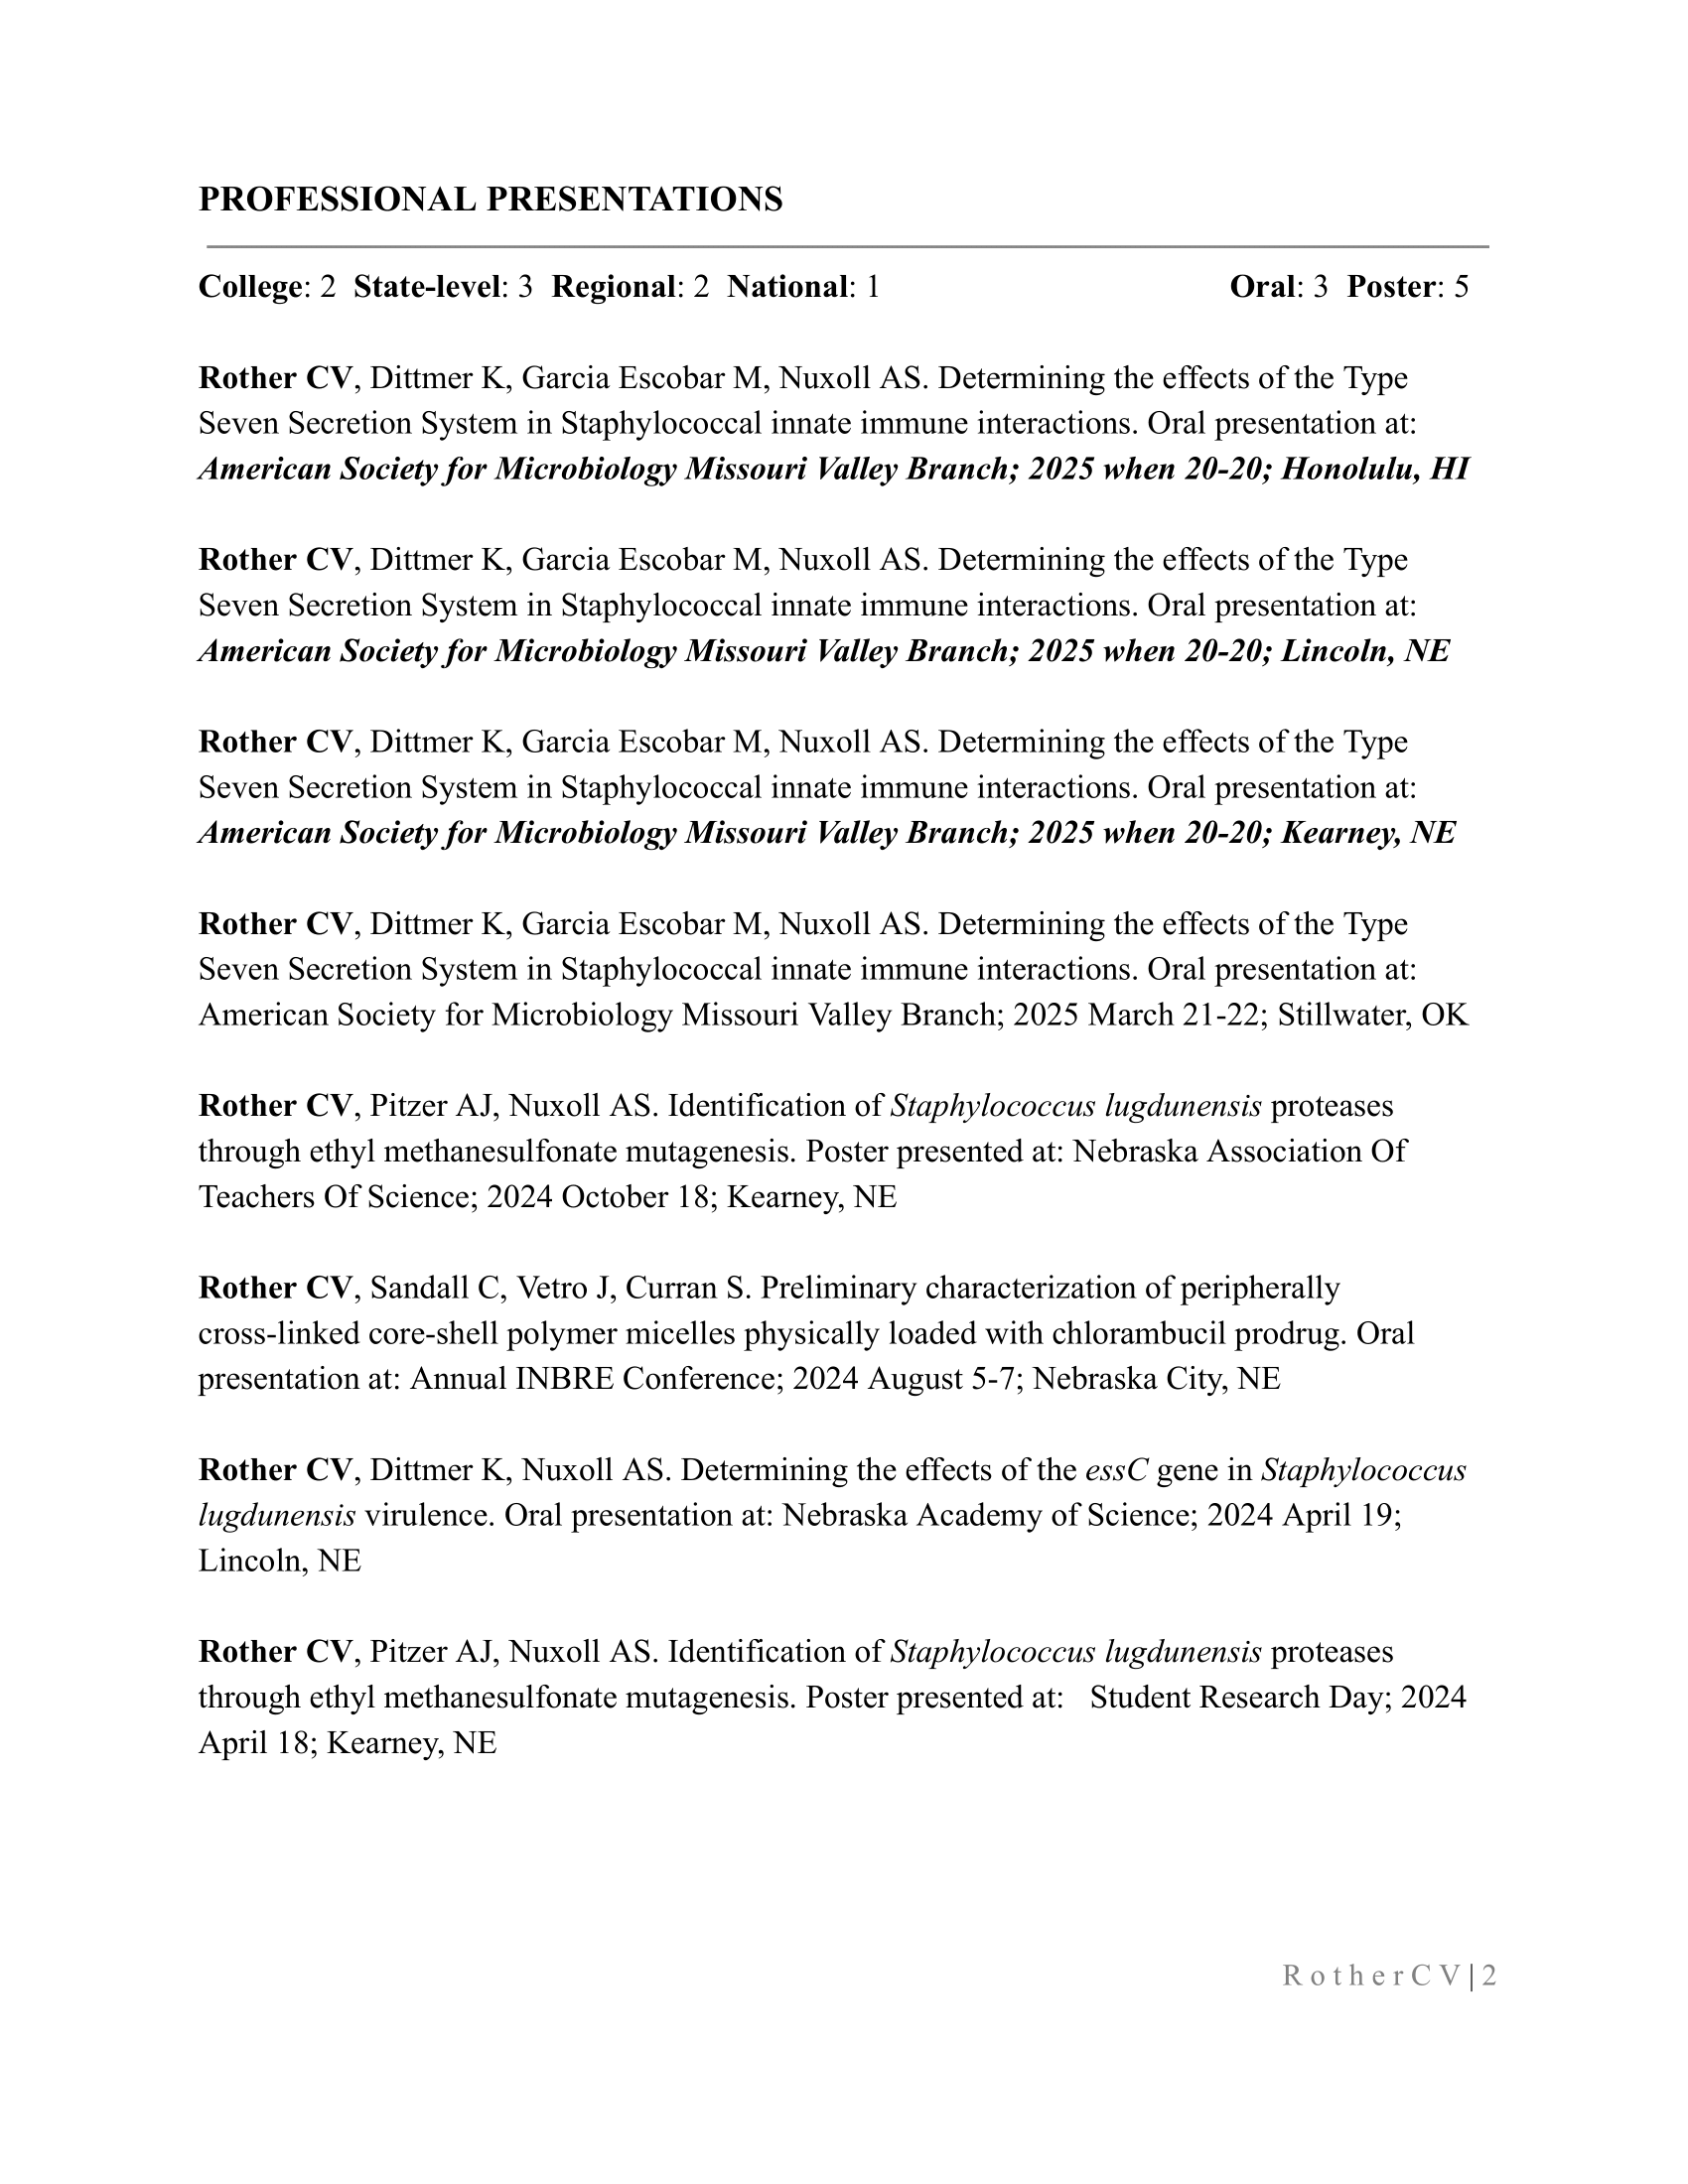 PROFESSIONAL PRESENTATIONS
College: 2 State-level: 3 Regional: 2 National: 1 Oral: 3 Poster: 5
Rother CV, Dittmer K, Garcia Escobar M, Nuxoll AS. Determining the effects of the Type
Seven Secretion System in Staphylococcal innate immune interactions. Oral presentation at:
American Society for Microbiology Missouri Valley Branch; 2025 when 20-20; Honolulu, HI
Rother CV, Dittmer K, Garcia Escobar M, Nuxoll AS. Determining the effects of the Type
Seven Secretion System in Staphylococcal innate immune interactions. Oral presentation at:
American Society for Microbiology Missouri Valley Branch; 2025 when 20-20; Lincoln, NE
Rother CV, Dittmer K, Garcia Escobar M, Nuxoll AS. Determining the effects of the Type
Seven Secretion System in Staphylococcal innate immune interactions. Oral presentation at:
American Society for Microbiology Missouri Valley Branch; 2025 when 20-20; Kearney, NE
Rother CV, Dittmer K, Garcia Escobar M, Nuxoll AS. Determining the effects of the Type
Seven Secretion System in Staphylococcal innate immune interactions. Oral presentation at:
American Society for Microbiology Missouri Valley Branch; 2025 March 21-22; Stillwater, OK
Rother CV, Pitzer AJ, Nuxoll AS. Identification of Staphylococcus lugdunensis proteases
through ethyl methanesulfonate mutagenesis. Poster presented at: Nebraska Association Of
Teachers Of Science; 2024 October 18; Kearney, NE
Rother CV, Sandall C, Vetro J, Curran S. Preliminary characterization of peripherally
cross-linked core-shell polymer micelles physically loaded with chlorambucil prodrug. Oral
presentation at: Annual INBRE Conference; 2024 August 5-7; Nebraska City, NE
Rother CV, Dittmer K, Nuxoll AS. Determining the effects of the essC gene in Staphylococcus
lugdunensis virulence. Oral presentation at: Nebraska Academy of Science; 2024 April 19;
Lincoln, NE
Rother CV, Pitzer AJ, Nuxoll AS. Identification of Staphylococcus lugdunensis proteases
through ethyl methanesulfonate mutagenesis. Poster presented at: Student Research Day; 2024
April 18; Kearney, NE
RotherCV|2